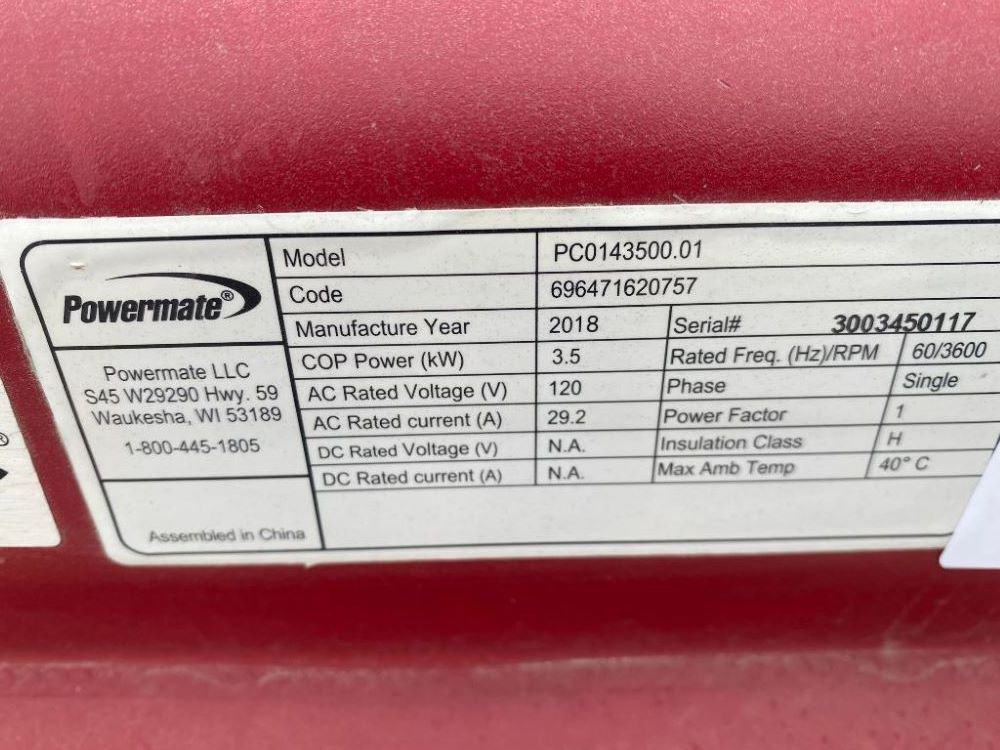 Powermate®
Powermate LLC
S45 W29290 Hwy. 59
Waukesha, WI 53189
1-800-445-1805
Assembled in China
Model PC0143500.01
Code 696471620757
Manufacture Year 2018 Serial# 3003450117
COP Power (kW) 3.5 Rated Freq. (Hz)/RPM 60/3600
AC Rated Voltage (V) 120 Phase Single
AC Rated current (A) 29.2 Power Factor 1
DC Rated Voltage (V) N.A. Insulation Class H
DC Rated current (A) N.A. Max Amb Temp 40° C
®